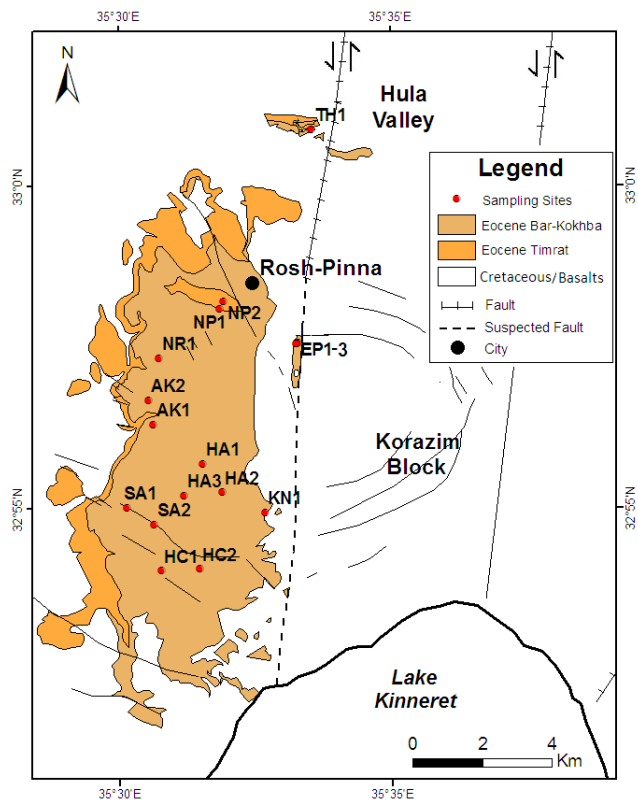 35°30'
35°35'
N
TH1
Hula
Valley
33°0'N
33°0'N
Legend
Sampling Sites
Eocene Bar-Kokhba
Eocene Timrat
Cretaceous/Basalts
Fault
Suspected Fault
City
Rosh-Pinna
NP2
NP1
EP1-3
NR1
AK2
AK1
Korazim
Block
HA1
HA3
HA2
SA1
KN1
SA2
32°55'N
32°55'N
HC1
HC2
Lake
Kinneret
0
2
4
Km
35°30'E
35°35'E